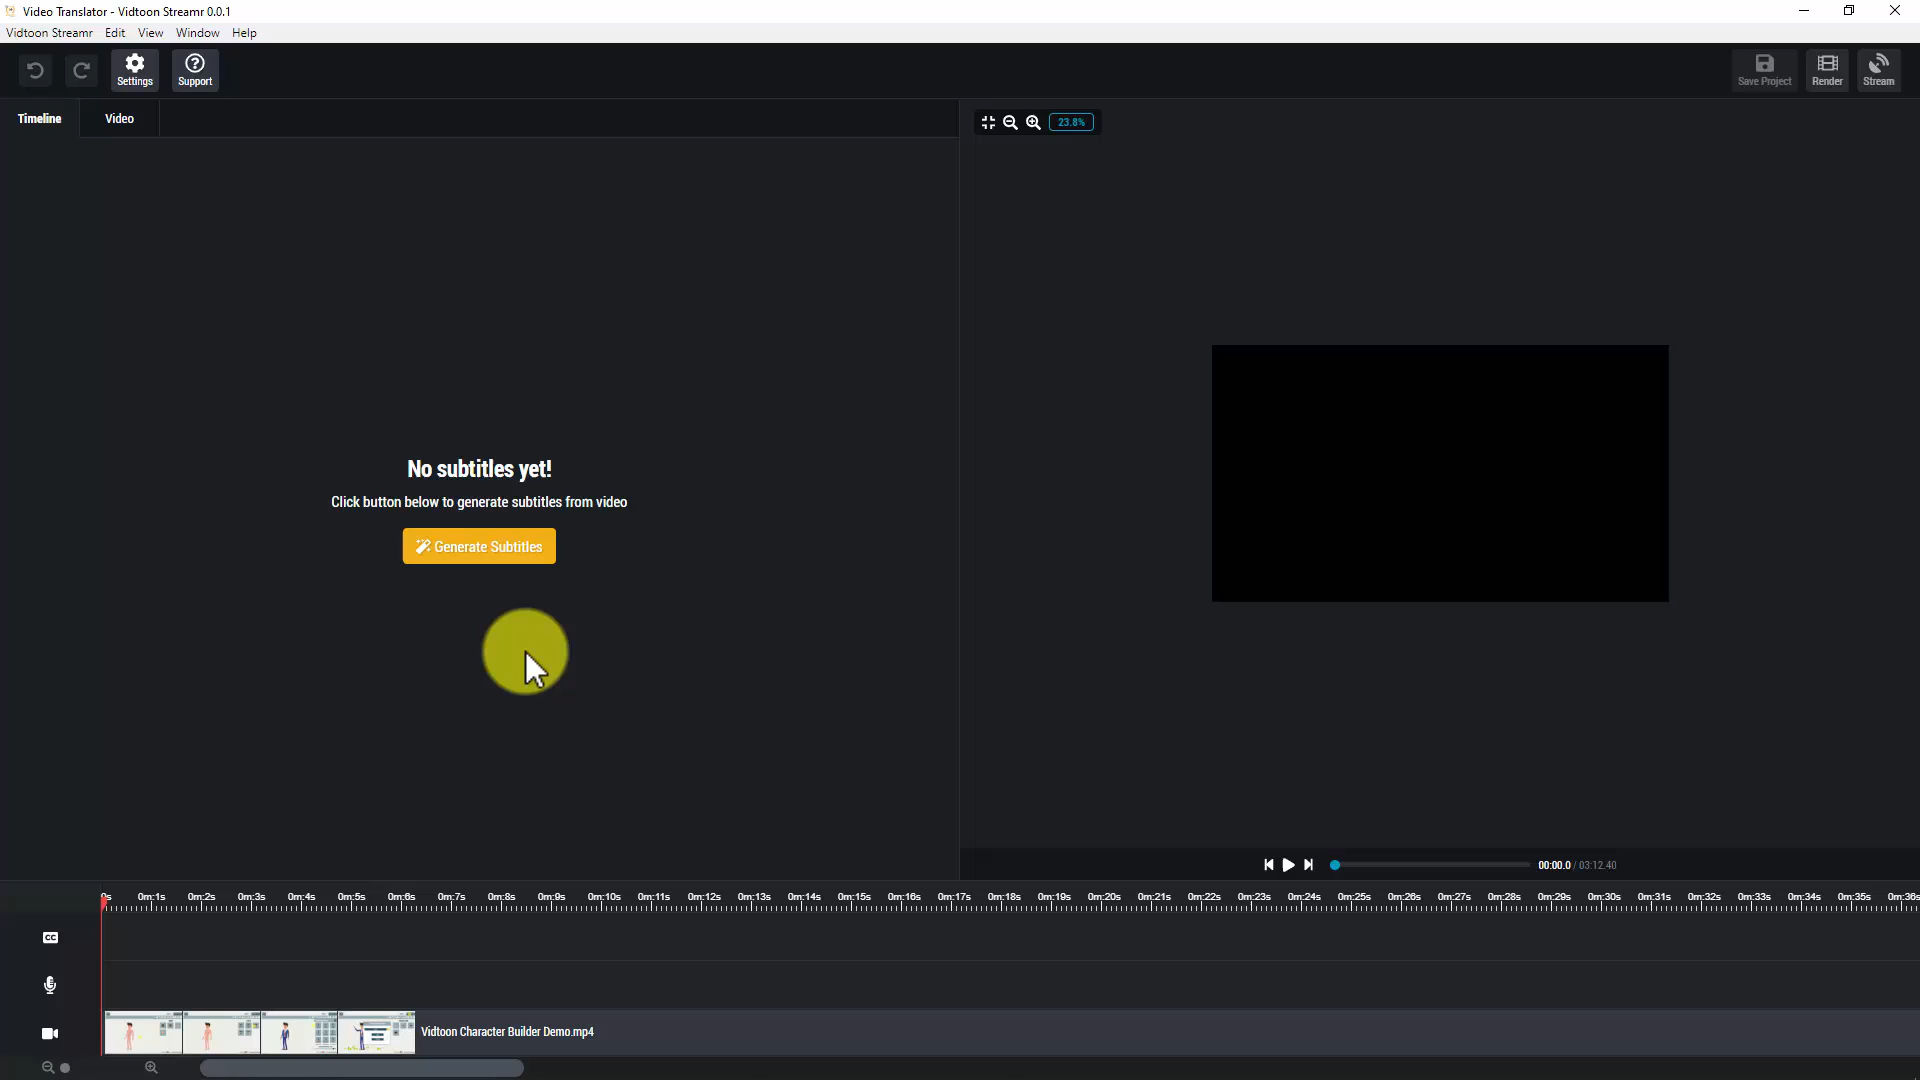 Video Translator - Vidtoon Streamr 0.0.1
Vidtoon Streamr Edit View Window Help
Settings
Support
Save Project
Render
Stream
Timeline
Video
23.8%
No subtitles yet!
Click button below to generate subtitles from video
Generate Subtitles
00:00.0 / 03:12.40
0s 0m:1s 0m:2s 0m:3s 0m:4s 0m:5s 0m:6s 0m:7s 0m:8s 0m:9s 0m:10s 0m:11s 0m:12s 0m:13s 0m:14s 0m:15s 0m:16s 0m:17s 0m:18s 0m:19s 0m:20s 0m:21s 0m:22s 0m:23s 0m:24s 0m:25s 0m:26s 0m:27s 0m:28s 0m:29s 0m:30s 0m:31s 0m:32s 0m:33s 0m:34s 0m:35s 0m:36s
CC
Vidtoon Character Builder Demo.mp4